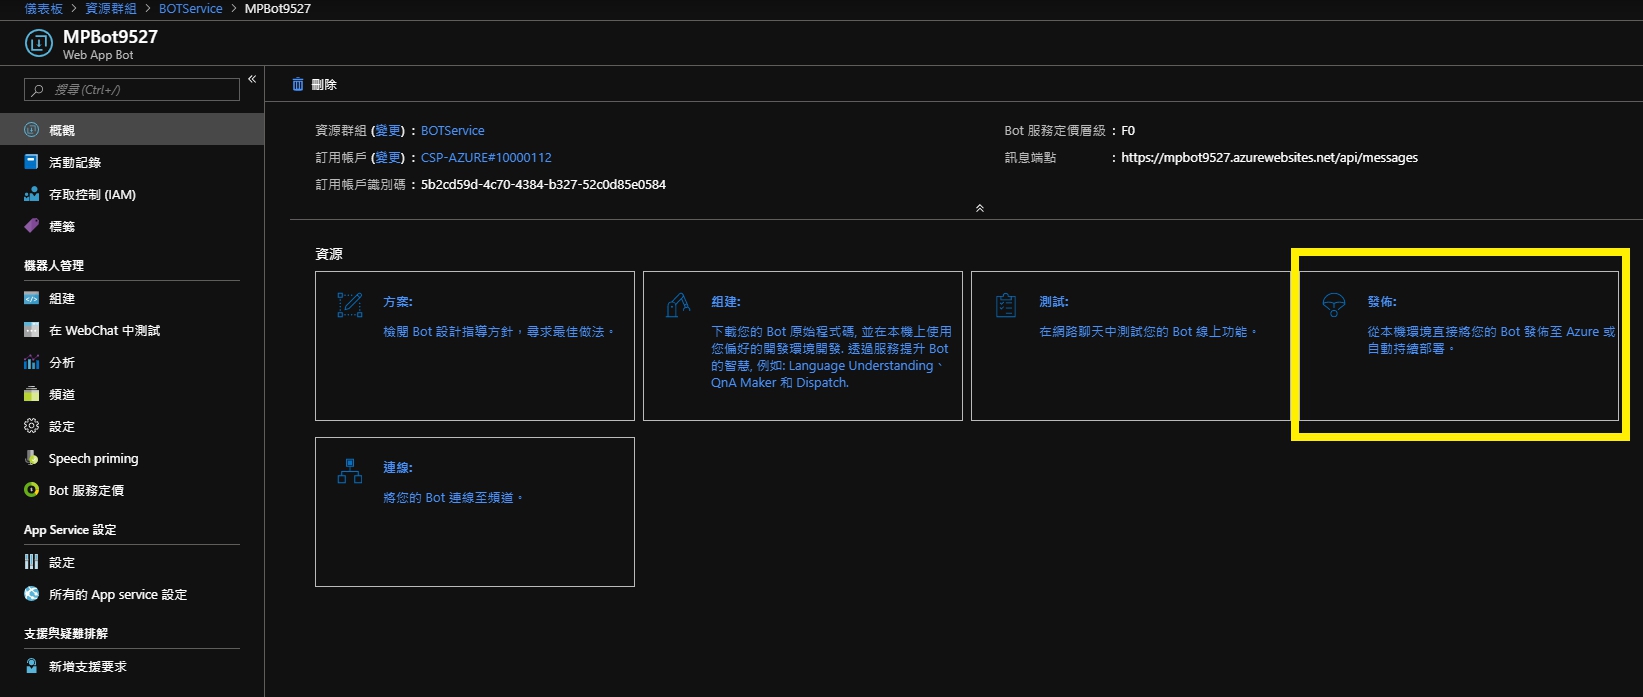 儀表板 > 資源群組 > BOTService > MPBot9527
MPBot9527
Web App Bot
搜尋 (Ctrl+/)
«
概觀
活動記錄
存取控制 (IAM)
標籤
機器人管理
組建
在 WebChat 中測試
分析
頻道
設定
Speech priming
Bot 服務定價
App Service 設定
設定
所有的 App service 設定
支援與疑難排解
新增支援要求
刪除
資源群組 (變更) : BOTService
訂用帳戶 (變更) : CSP-AZURE#10000112
訂用帳戶識別碼 : 5b2cd59d-4c70-4384-b327-52c0d85e0584
Bot 服務定價層級 : F0
訊息端點 : https://mpbot9527.azurewebsites.net/api/messages
資源
方案:
檢閱 Bot 設計指導方針，尋求最佳做法。
組建:
下載您的 Bot 原始程式碼, 並在本機上使用
您偏好的開發環境開發. 透過服務提升 Bot
的智慧, 例如: Language Understanding、
QnA Maker 和 Dispatch.
測試:
在網路聊天中測試您的 Bot 線上功能。
發佈:
從本機環境直接將您的 Bot 發佈至 Azure 或
自動持續部署。
連線:
將您的 Bot 連線至頻道。